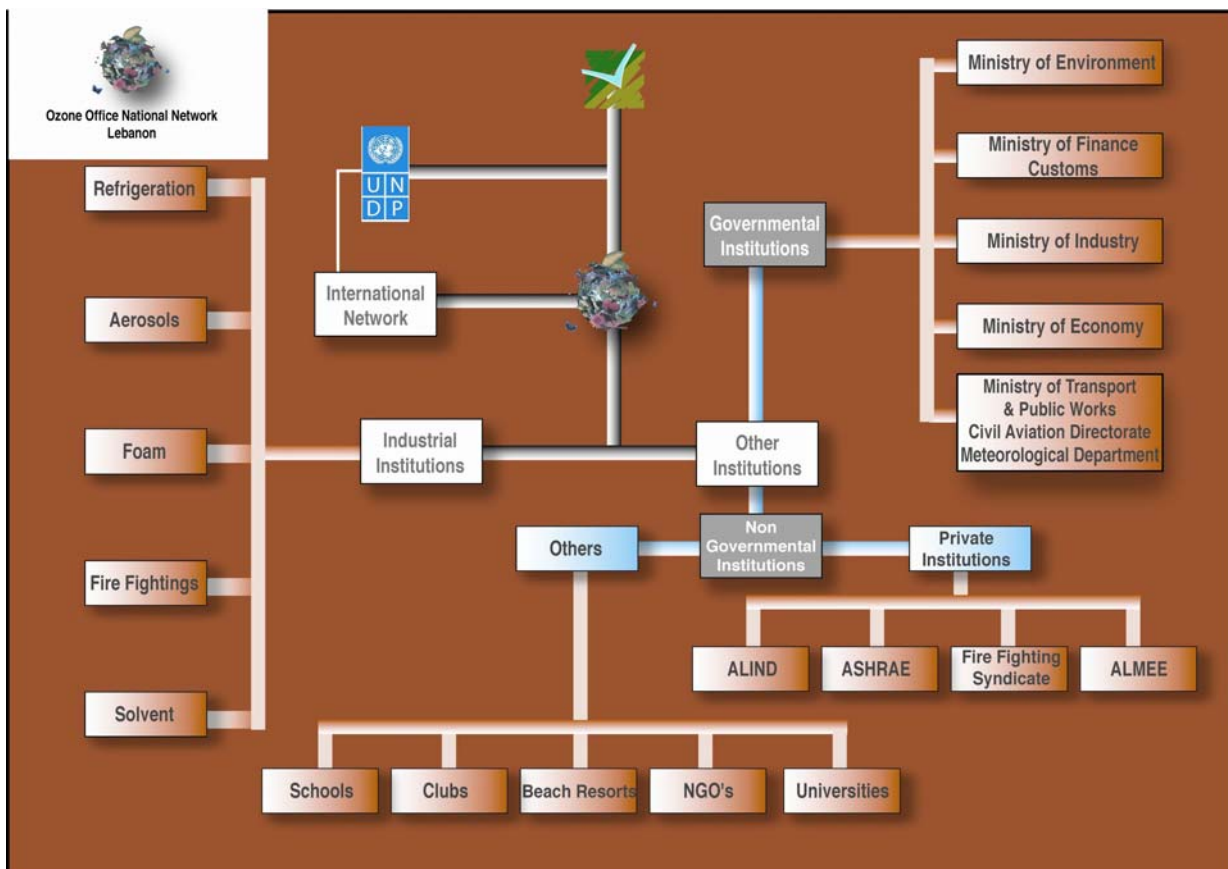 Ozone Office National Network
Lebanon
Refrigeration
Aerosols
Foam
Fire Fightings
Solvent
U N
D P
International
Network
Industrial
Institutions
Governmental
Institutions
Other
Institutions
Non
Governmental
Institutions
Ministry of Environment
Ministry of Finance
Customs
Ministry of Industry
Ministry of Economy
Ministry of Transport
& Public Works
Civil Aviation Directorate
Meteorological Department
Others
Private
Institutions
ALIND
ASHRAE
Fire Fighting
Syndicate
ALMEE
Schools
Clubs
Beach Resorts
NGO's
Universities